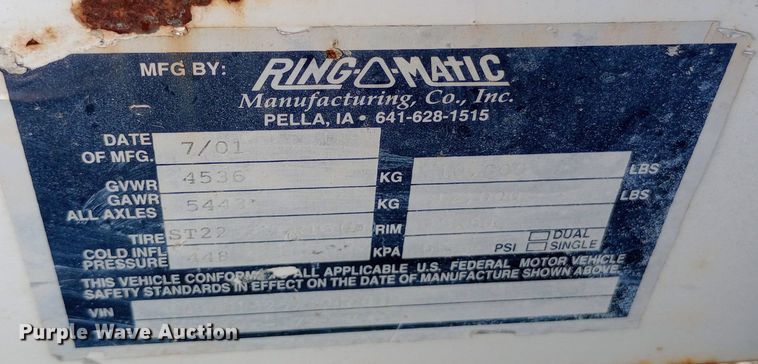 MFG BY: RING-O-MATIC
Manufacturing, Co., Inc.
PELLA, IA • 641-628-1515
DATE OF MFG. 7/01
GVWR 4536 KG LBS
GAWR ALL AXLES 5443 KG LBS
TIRE ST22 RIM
COLD INFL PRESSURE 448 KPA PSI DUAL SINGLE
THIS VEHICLE CONFORMS ALL APPLICABLE U.S. FEDERAL MOTOR VEHICLE
SAFETY STANDARDS IN EFFECT ON THE DATE OF MANUFACTURE SHOWN ABOVE.
VIN
Purple Wave Auction